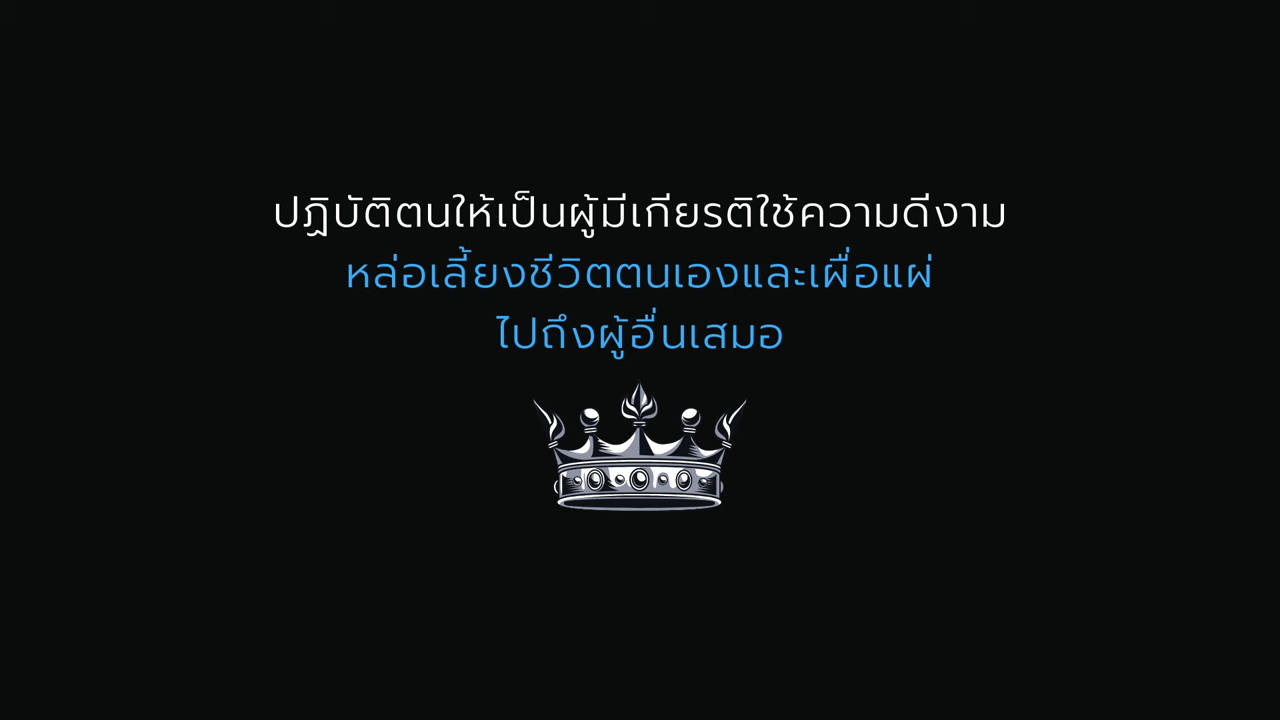 ปฏิบัติตนให้เป็นผู้มีเกียรติใช้ความดีงาม
หล่อเลี้ยงชีวิตตนเองและเผื่อแผ่
ไปถึงผู้อื่นเสมอ